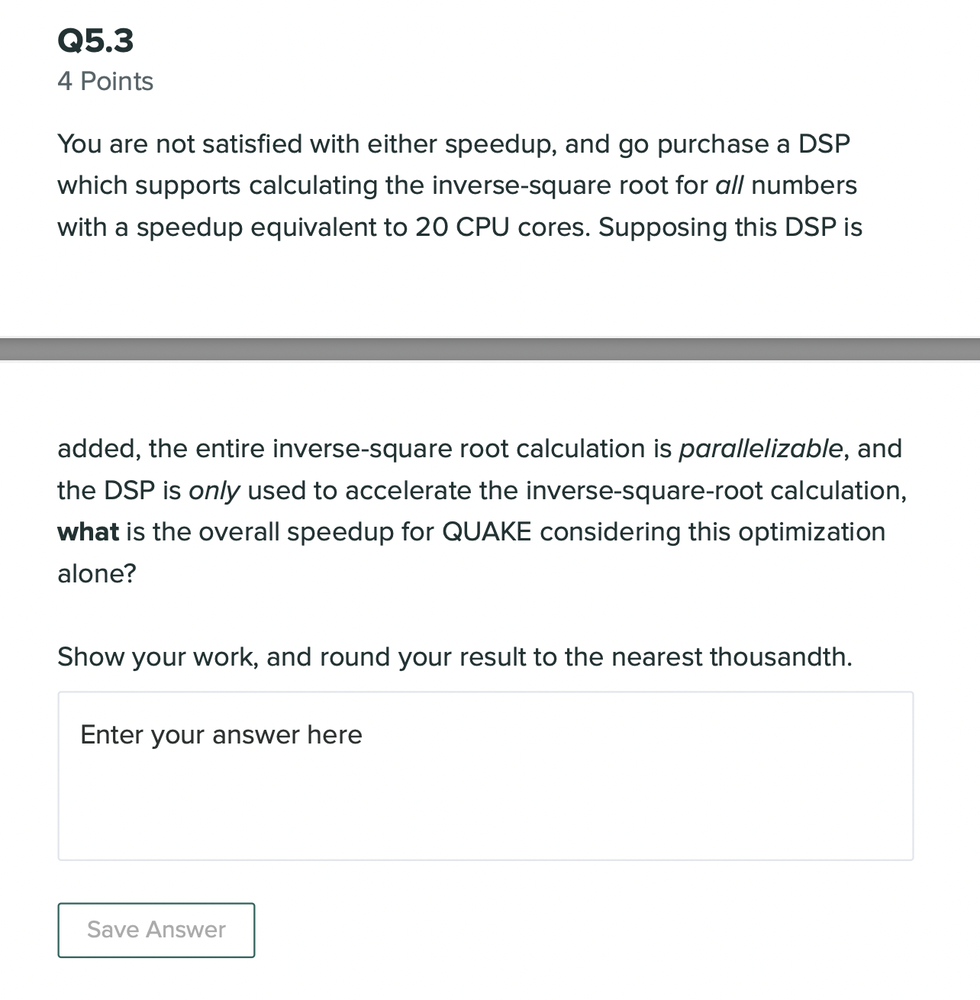 Q5.3
4 Points
You are not satisfied with either speedup, and go purchase a DSP
which supports calculating the inverse-square root for all numbers
with a speedup equivalent to 20 CPU cores. Supposing this DSP is
added, the entire inverse-square root calculation is parallelizable, and
the DSP is only used to accelerate the inverse-square-root calculation,
what is the overall speedup for QUAKE considering this optimization
alone?
Show your work, and round your result to the nearest thousandth.
Enter your answer here
Save Answer